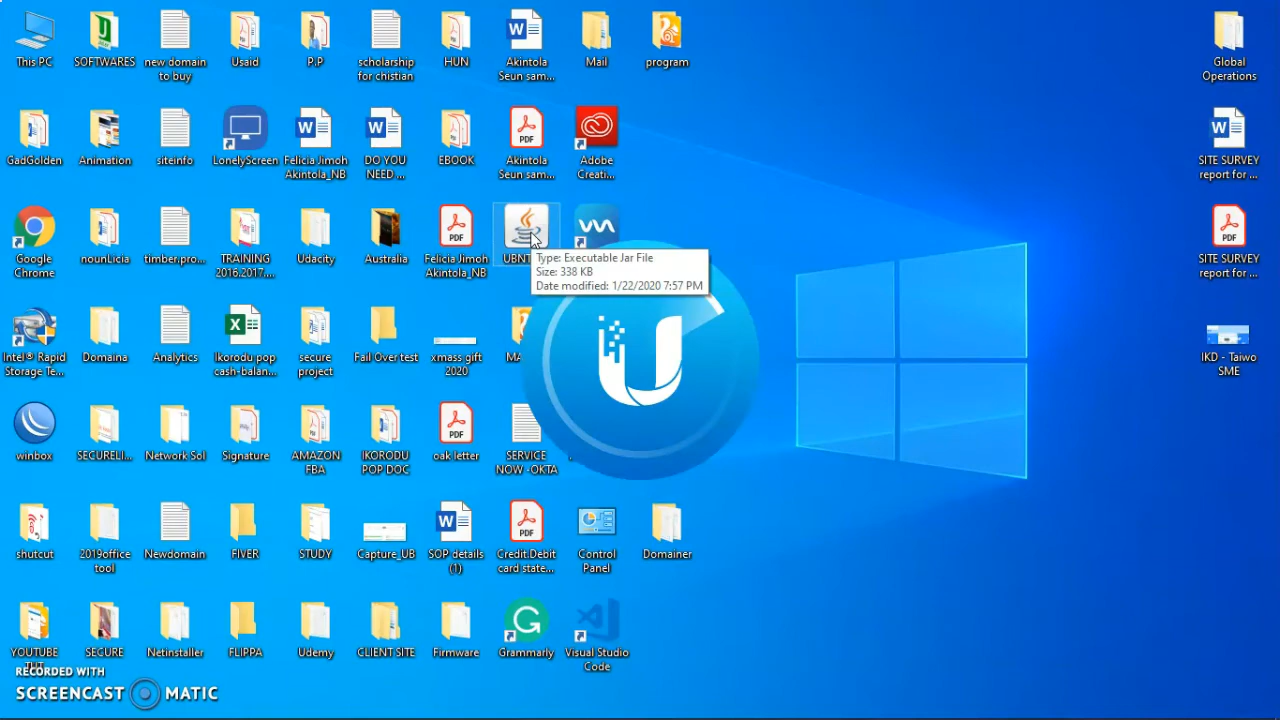 This PC
SOFTWARES
new domain
to buy
Usaid
P.P
scholarship
for chistian
HUN
Akintola
Seun sam...
Mail
program
Global
Operations
GadGolden
Animation
siteinfo
LonelyScreen
Felicia Jimoh
Akintola_NB
DO YOU
NEED ...
EBOOK
PDF
Akintola
Seun sam...
Adobe
Creati...
SITE SURVEY
report for ...
Google
Chrome
nounLicia
timber.pro...
TRAINING
2016.2017....
Udacity
Australia
PDF
Felicia Jimoh
Akintola_NB
UBNT
PDF
SITE SURVEY
report for ...
Type: Executable Jar File
Size: 338 KB
Date modified: 1/22/2020 7:57 PM
Intel® Rapid
Storage Te...
Domaina
Analytics
Ikorodu pop
cash-balan...
secure
project
Fail Over test
xmass gift
2020
IKD - Taiwo
SME
winbox
SECURELI...
Network Sol
Signature
AMAZON
FBA
IKORODU
POP DOC
PDF
oak letter
SERVICE
NOW -OKTA
shutcut
2019office
tool
Newdomain
FIVER
STUDY
Capture_UB
SOP details
(1)
PDF
Credit.Debit
card state...
Control
Panel
Domainer
YOUTUBE
SECURE
Netinstaller
FLIPPA
Udemy
CLIENT SITE
Firmware
Grammarly
Visual Studio
Code
RECORDED WITH
SCREENCAST MATIC